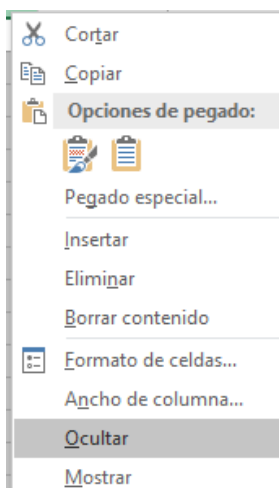 Cortar
Copiar
Opciones de pegado:
Pegado especial...
Insertar
Eliminar
Borrar contenido
Formato de celdas...
Ancho de columna...
Ocultar
Mostrar